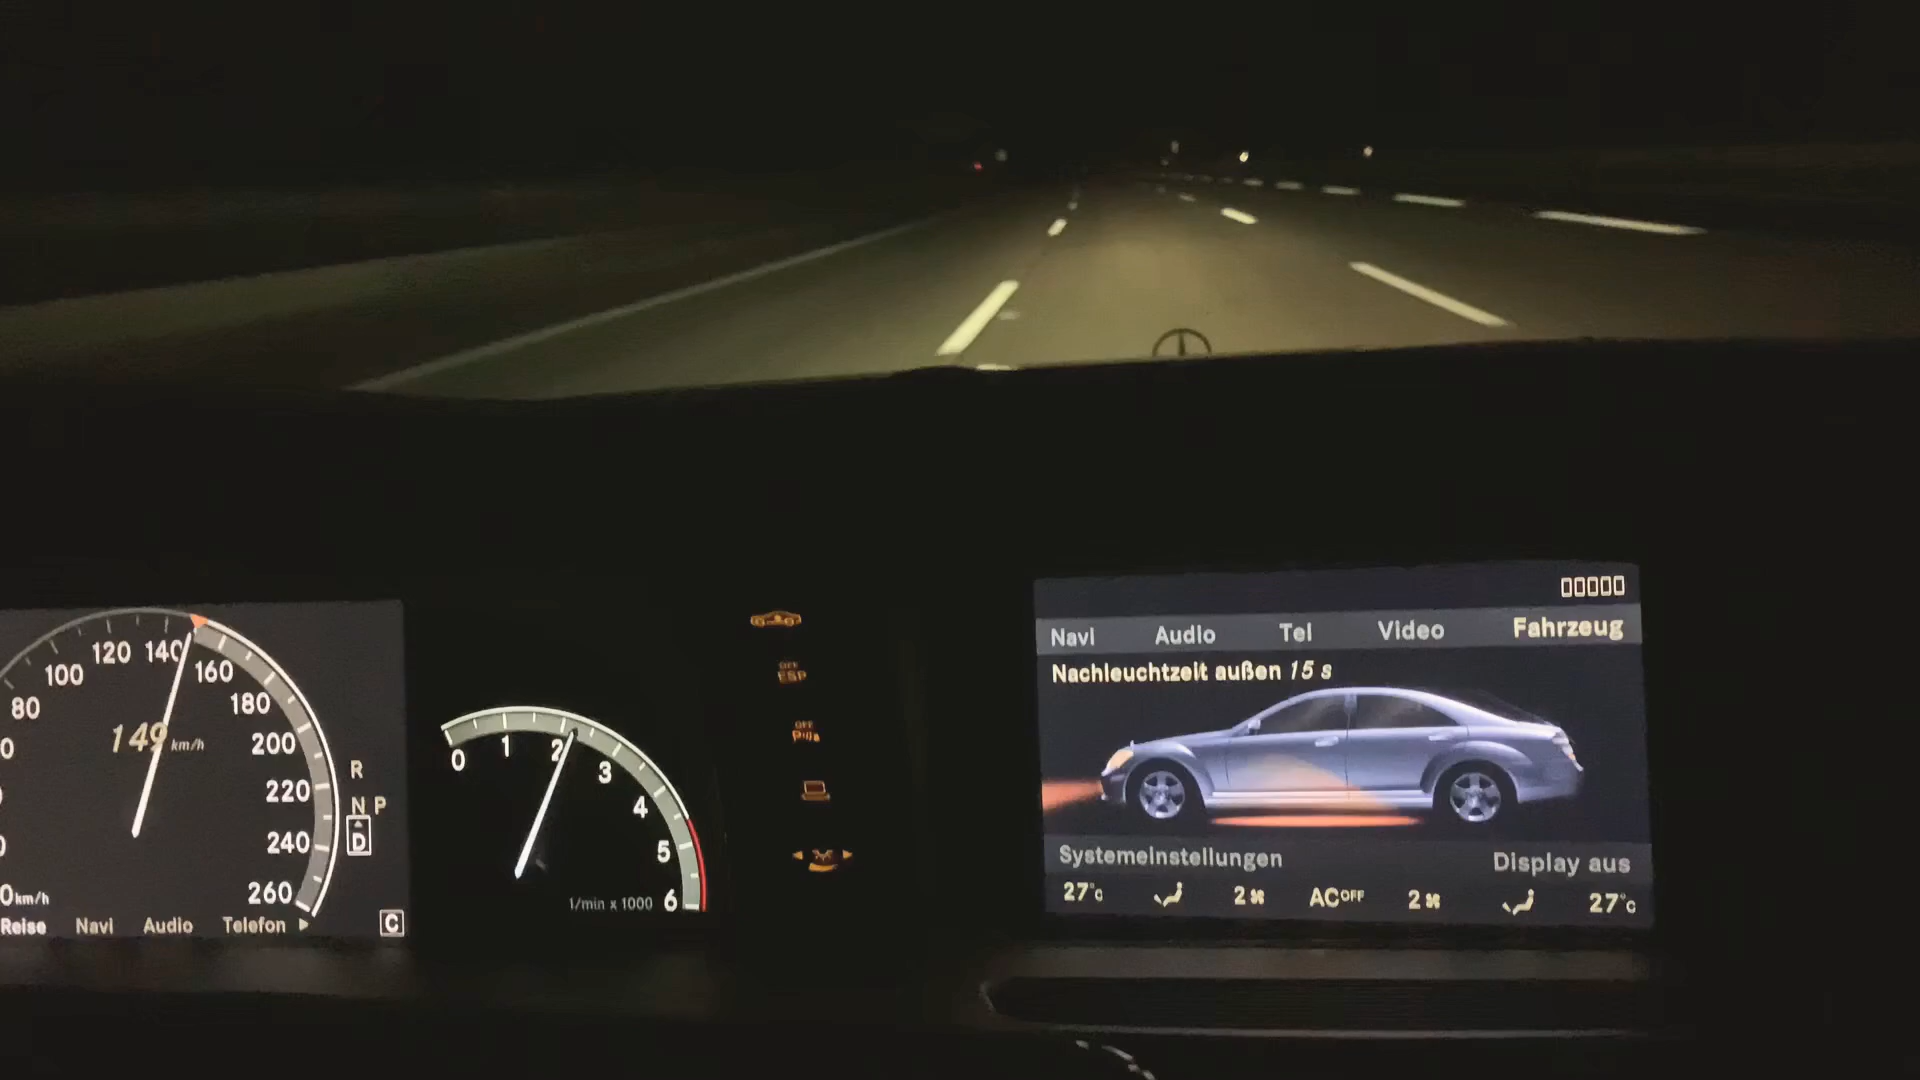 80 100 120 140 160 180 200 220 240 260
149 km/h
km/h
R
N P
D
Reise Navi Audio Telefon
C
0 1 2 3 4 5 6
1/min x 1000
OFF
ESP
OFF
Navi Audio Tel Video Fahrzeug
Nachleuchtzeit außen 15 s
Systemeinstellungen Display aus
27°C 2 AC OFF 2 27°C